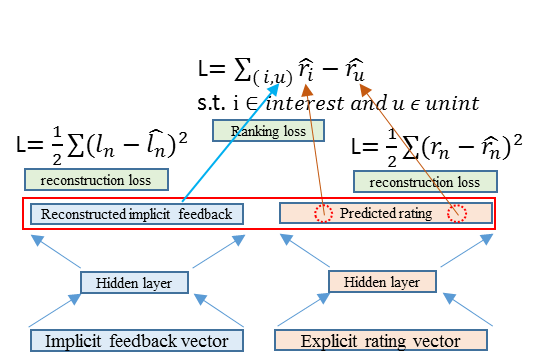 L= ∑₍ i,u₎ r̂ᵢ − r̂ᵤ
s.t. i ∈ interest and u ϵ unint
Ranking loss
L= ½∑(lₙ − l̂ₙ)²
reconstruction loss
L= ½∑(rₙ − r̂ₙ)²
reconstruction loss
Reconstructed implicit feedback
Predicted rating
Hidden layer
Hidden layer
Implicit feedback vector
Explicit rating vector